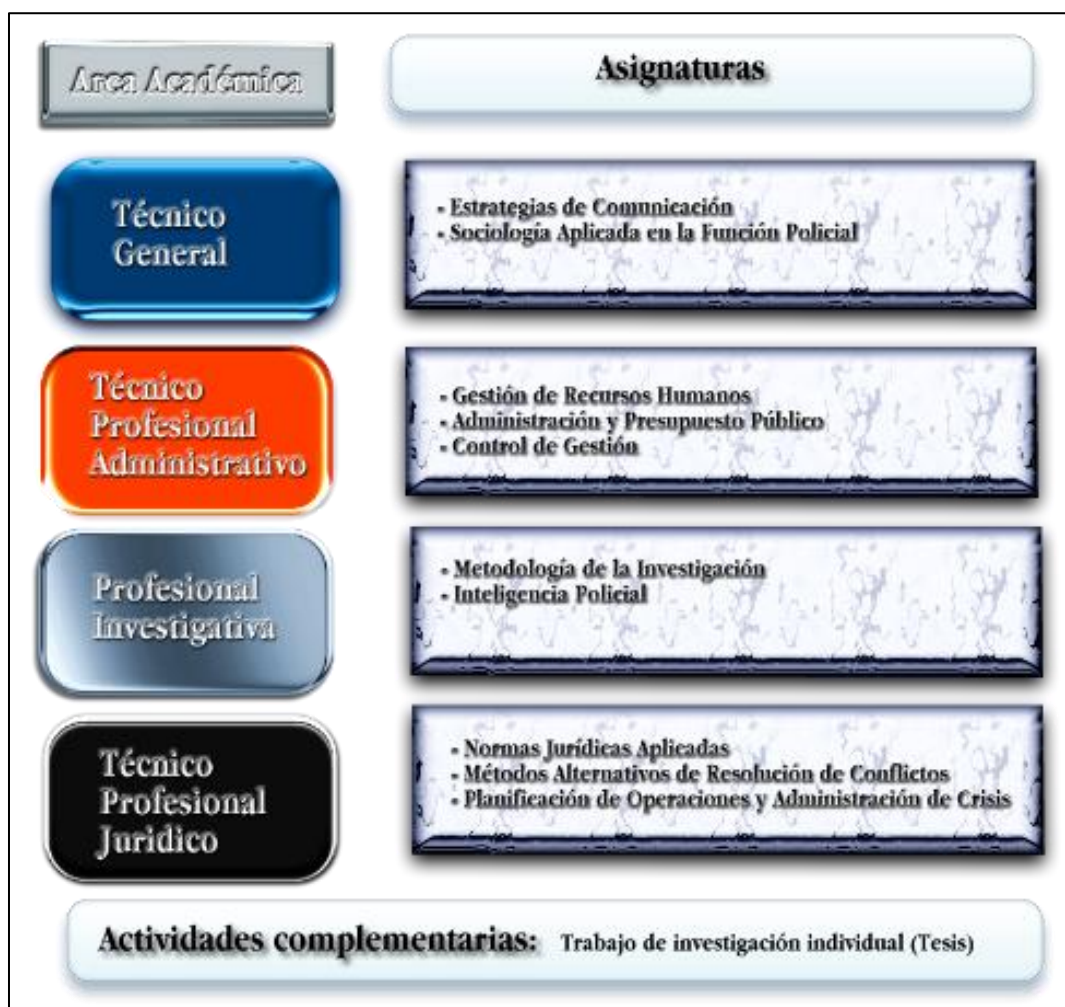 Area Académica
Asignaturas
Técnico
General
- Estrategias de Comunicación
- Sociología Aplicada en la Función Policial
Técnico
Profesional
Administrativo
- Gestión de Recursos Humanos
- Administración y Presupuesto Público
- Control de Gestión
Profesional
Investigativa
- Metodología de la Investigación
- Inteligencia Policial
Técnico
Profesional
Juridico
- Normas Jurídicas Aplicadas
- Métodos Alternativos de Resolución de Conflictos
- Planificación de Operaciones y Administración de Crisis
Actividades complementarias: Trabajo de investigación individual (Tesis)